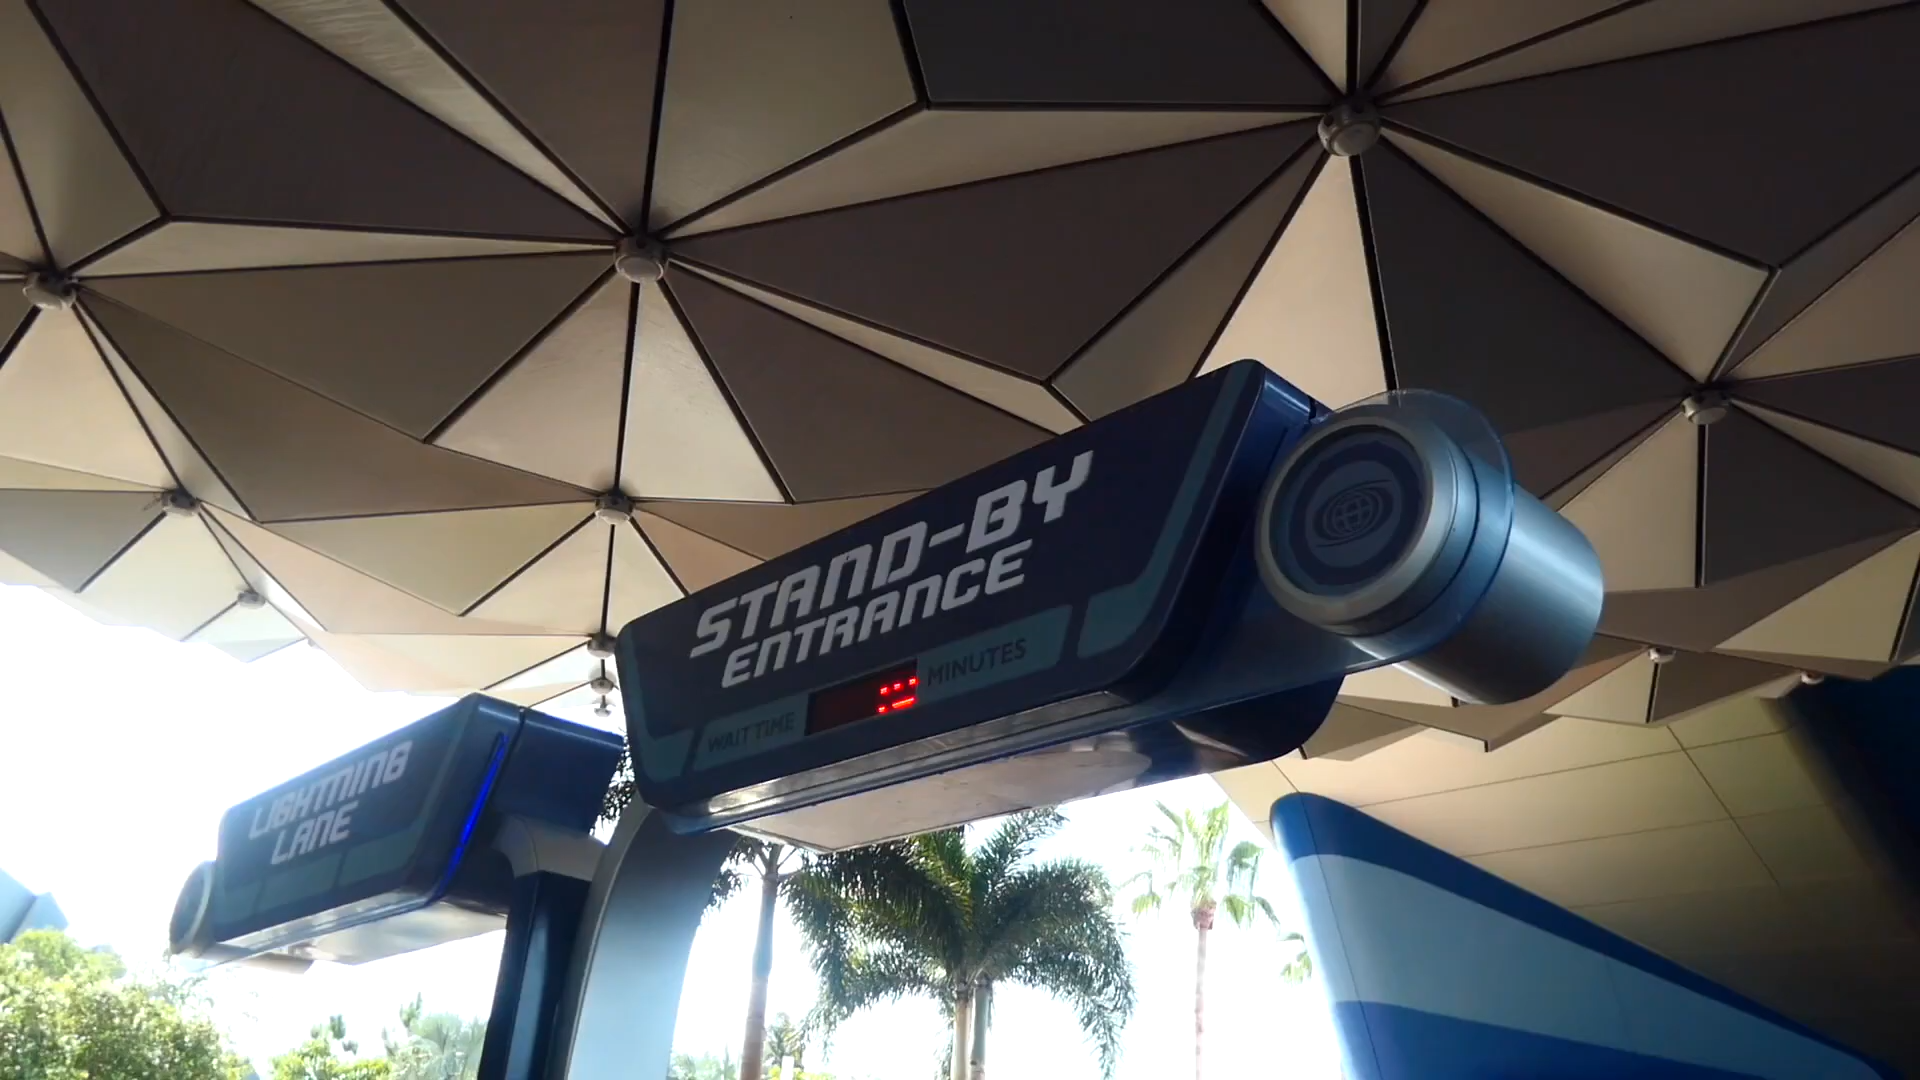 STAND-BY
ENTRANCE
WAIT TIME
MINUTES
LIGHTNING
LANE